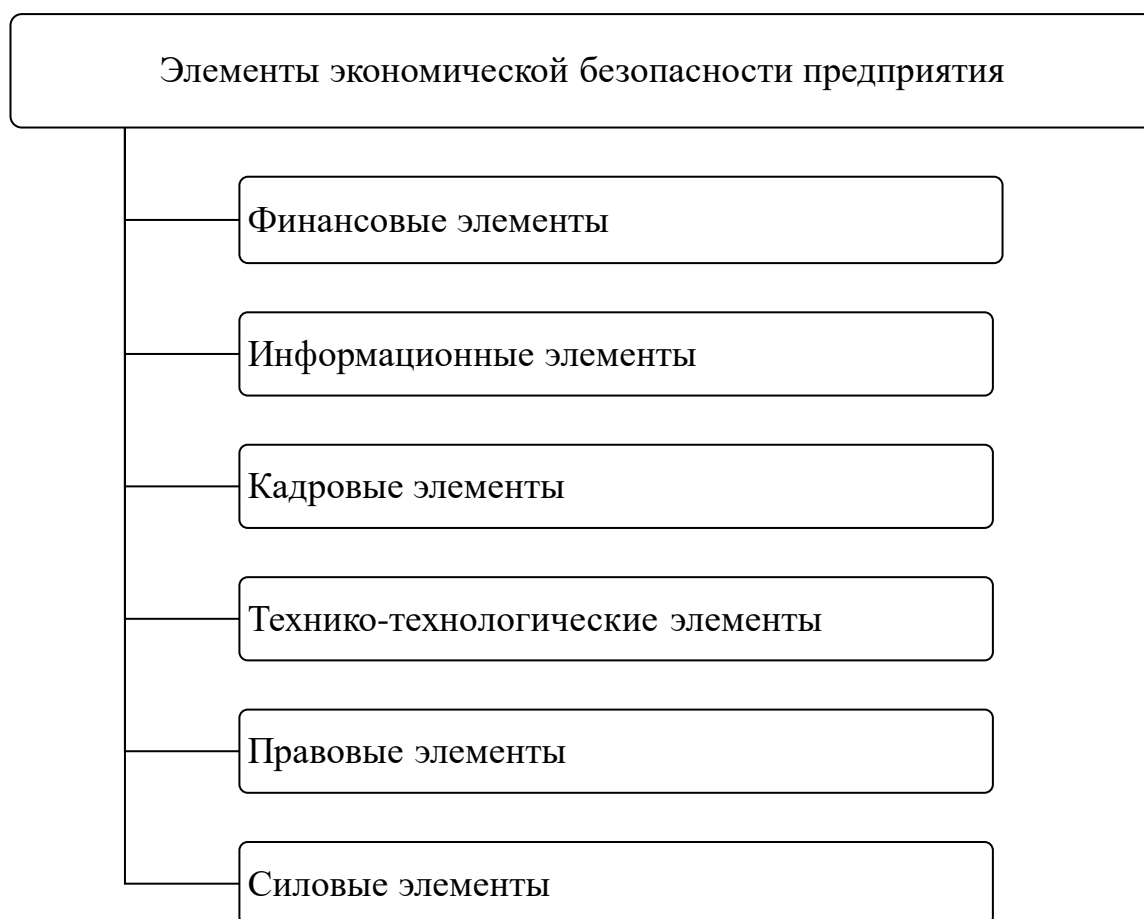 Элементы экономической безопасности предприятия
Финансовые элементы
Информационные элементы
Кадровые элементы
Технико-технологические элементы
Правовые элементы
Силовые элементы